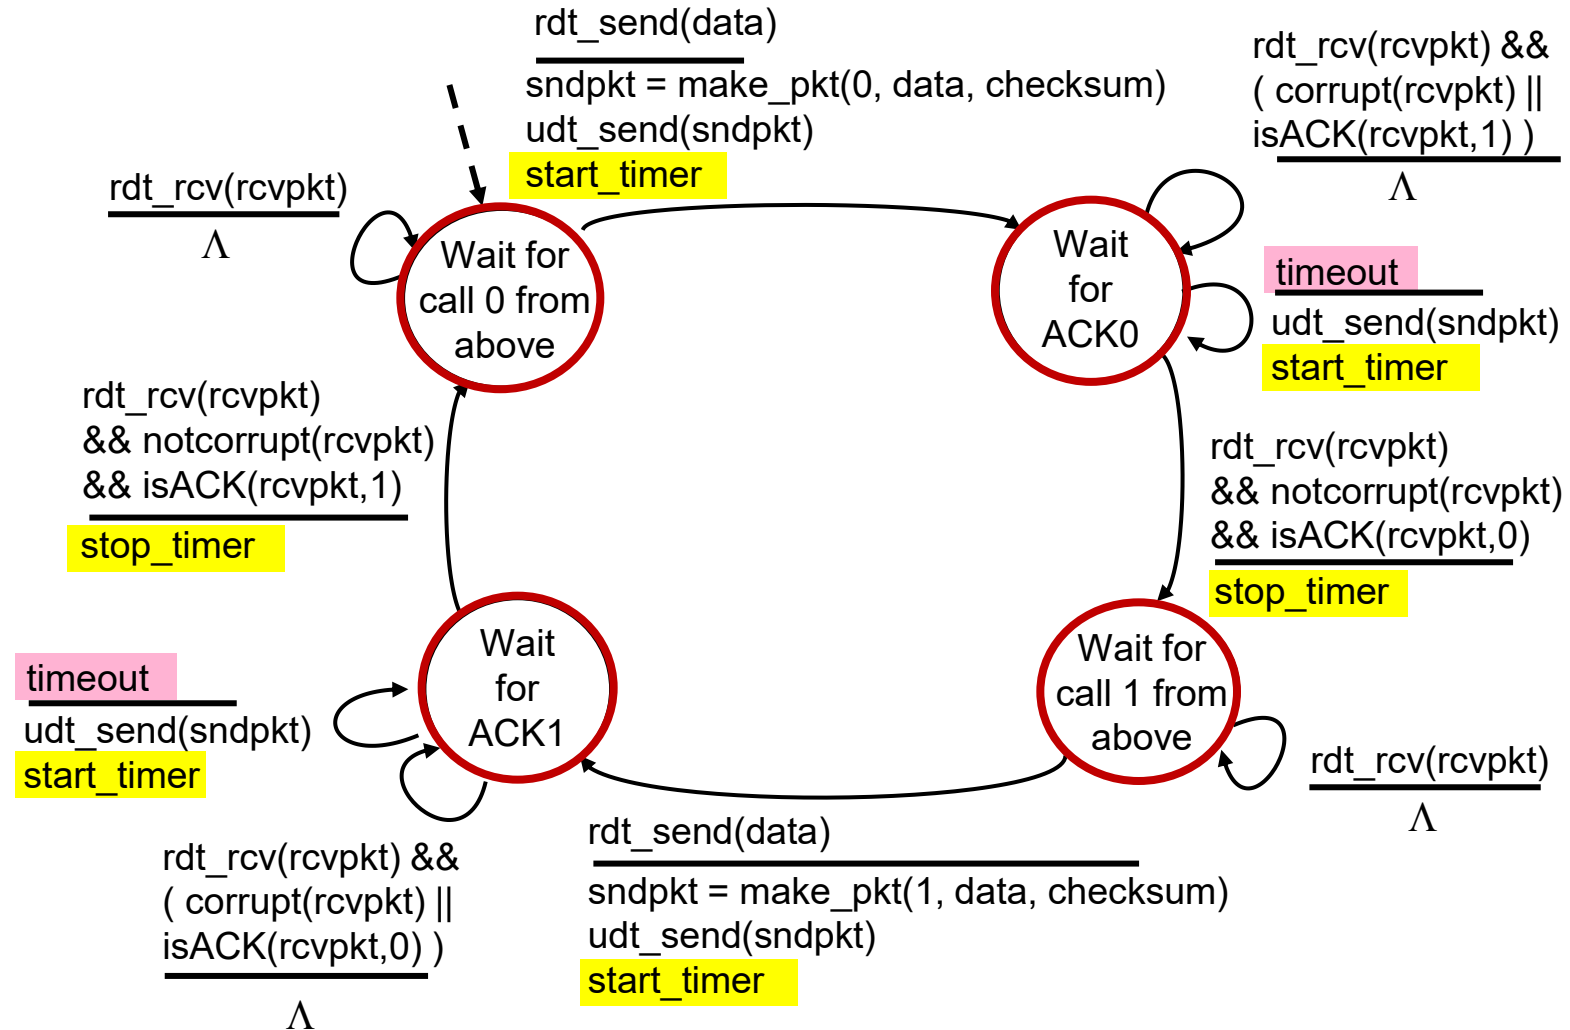 rdt_send(data)
sndpkt = make_pkt(0, data, checksum)
udt_send(sndpkt)
start_timer
rdt_rcv(rcvpkt) &&
( corrupt(rcvpkt) ||
isACK(rcvpkt,1) )
Λ
rdt_rcv(rcvpkt)
Λ
Wait for
call 0 from
above
Wait
for
ACK0
timeout
udt_send(sndpkt)
start_timer
rdt_rcv(rcvpkt)
&& notcorrupt(rcvpkt)
&& isACK(rcvpkt,1)
stop_timer
rdt_rcv(rcvpkt)
&& notcorrupt(rcvpkt)
&& isACK(rcvpkt,0)
stop_timer
Wait
for
ACK1
Wait for
call 1 from
above
timeout
udt_send(sndpkt)
start_timer
rdt_rcv(rcvpkt)
Λ
rdt_rcv(rcvpkt) &&
( corrupt(rcvpkt) ||
isACK(rcvpkt,0) )
Λ
rdt_send(data)
sndpkt = make_pkt(1, data, checksum)
udt_send(sndpkt)
start_timer